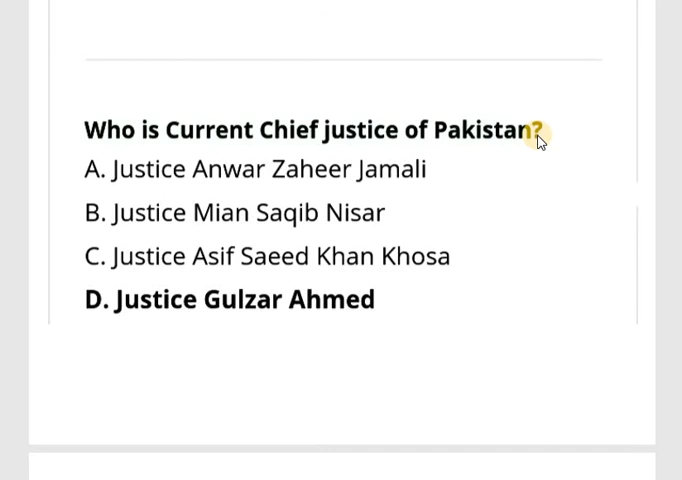 Who is Current Chief justice of Pakistan?
A. Justice Anwar Zaheer Jamali
B. Justice Mian Saqib Nisar
C. Justice Asif Saeed Khan Khosa
D. Justice Gulzar Ahmed